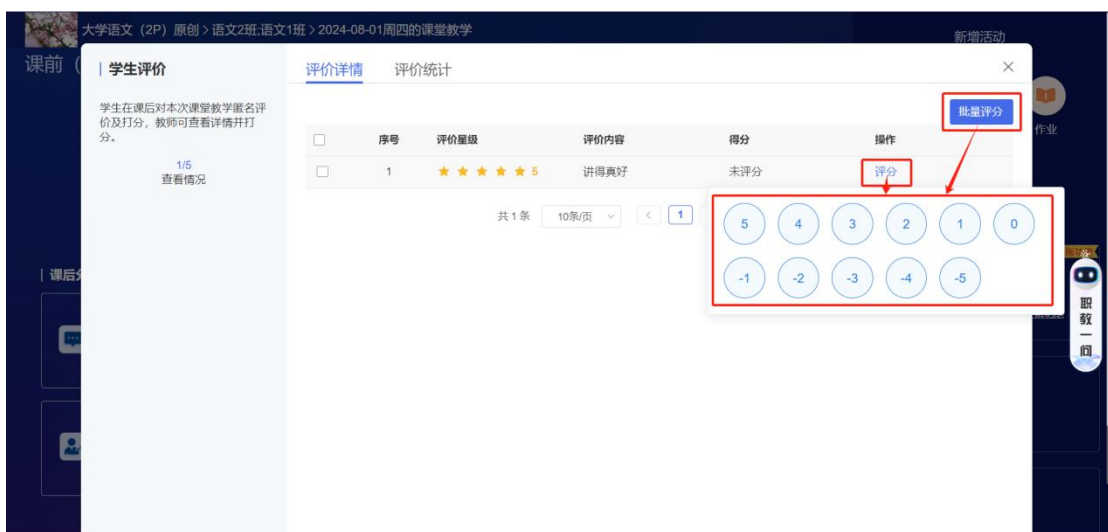 大学语文（2P）原创 > 语文2班;语文1班 > 2024-08-01周四的课堂教学
新增活动
课前（
学生评价
评价详情
评价统计
学生在课后对本次课堂教学匿名评
价及打分，教师可查看详情并打
分。
1/5
查看情况
批量评分
作业
序号
评价星级
评价内容
得分
操作
1
5
讲得真好
未评分
评分
共 1 条
10条/页
1
5
4
3
2
1
0
-1
-2
-3
-4
-5
课后
职教一问